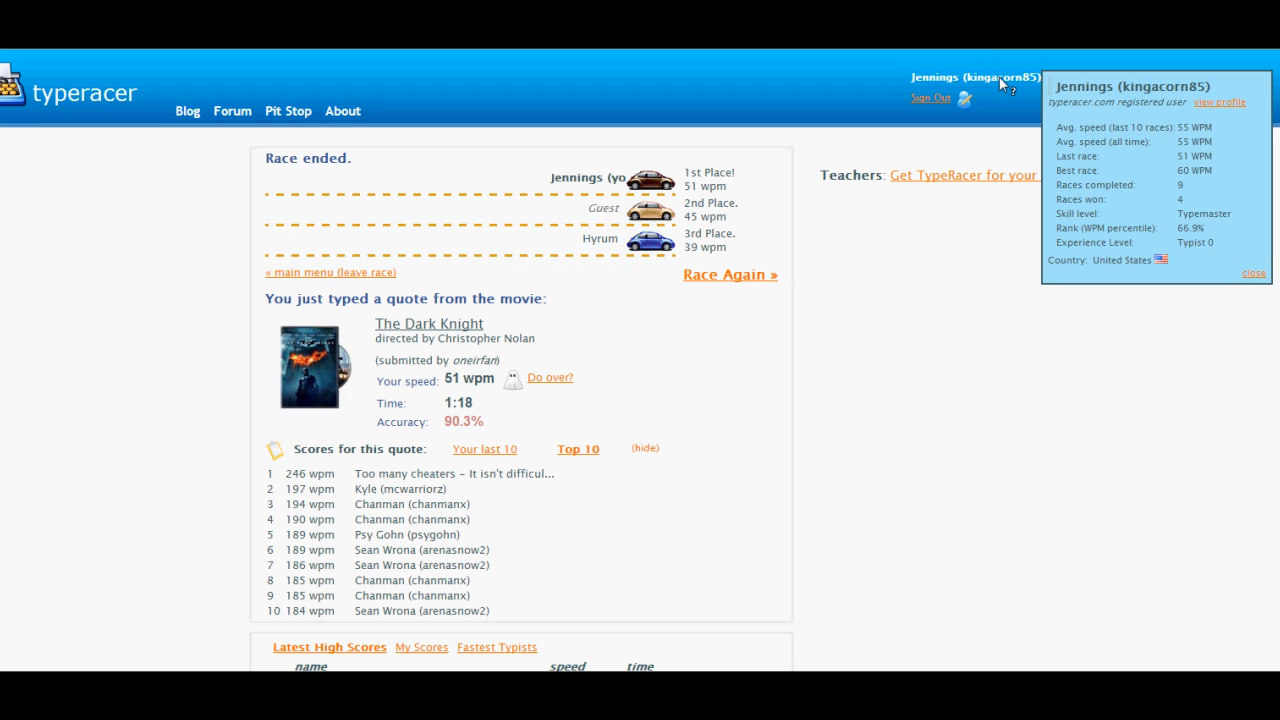 typeracer
Blog Forum Pit Stop About
Jennings (kingacorn85)
Sign Out
?
Jennings (kingacorn85)
typeracer.com registered user view profile
Avg. speed (last 10 races): 55 WPM
Avg. speed (all time): 55 WPM
Last race: 51 WPM
Best race: 60 WPM
Races completed: 9
Races won: 4
Skill level: Typemaster
Rank (WPM percentile): 66.9%
Experience Level: Typist 0
Country: United States
close
Race ended.
Jennings (yo
1st Place!
51 wpm
Guest
2nd Place.
45 wpm
Hyrum
3rd Place.
39 wpm
« main menu (leave race) Race Again »
Teachers: Get TypeRacer for your
You just typed a quote from the movie:
The Dark Knight
directed by Christopher Nolan
(submitted by oneirfan)
Your speed: 51 wpm Do over?
Time: 1:18
Accuracy: 90.3%
Scores for this quote: Your last 10 Top 10 (hide)
1 246 wpm Too many cheaters - It isn't difficul...
2 197 wpm Kyle (mcwarriorz)
3 194 wpm Chanman (chanmanx)
4 190 wpm Chanman (chanmanx)
5 189 wpm Psy Gohn (psygohn)
6 189 wpm Sean Wrona (arenasnow2)
7 186 wpm Sean Wrona (arenasnow2)
8 185 wpm Chanman (chanmanx)
9 185 wpm Chanman (chanmanx)
10 184 wpm Sean Wrona (arenasnow2)
Latest High Scores My Scores Fastest Typists
name speed time